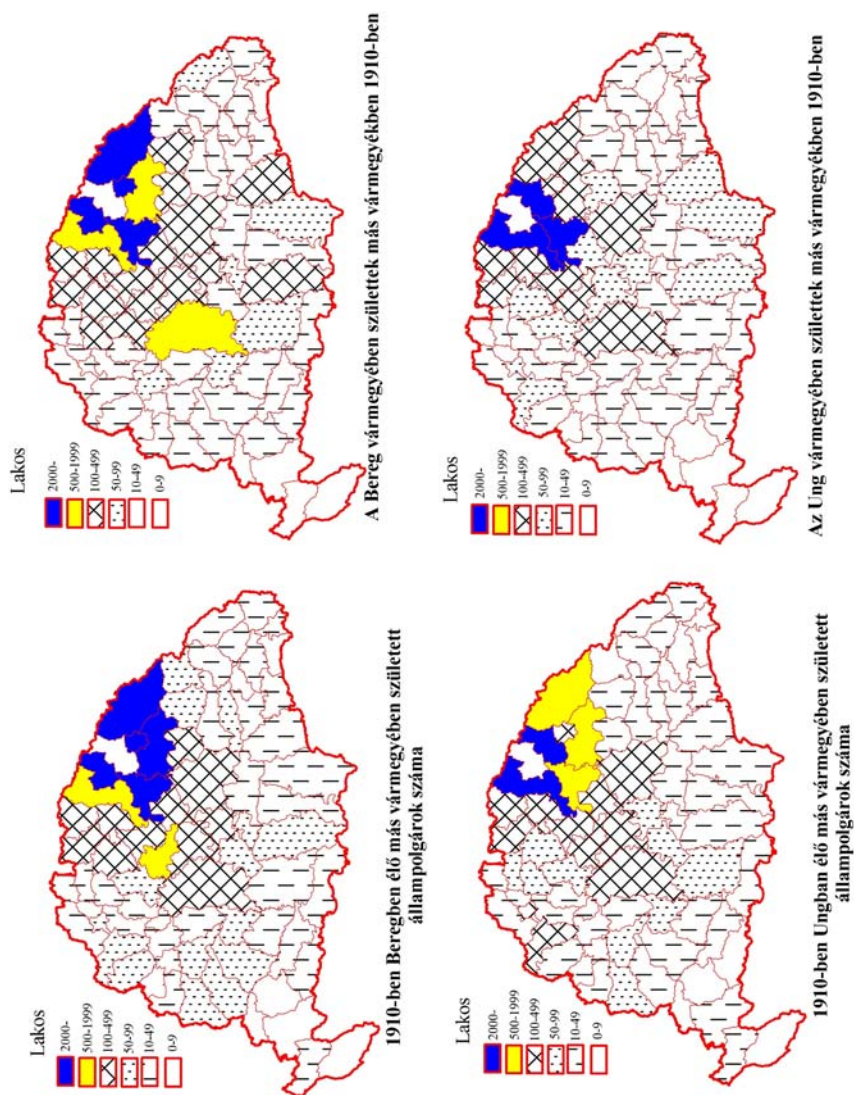 Lakos
2000-
500-1999
100-499
50-99
10-49
0-9
1910-ben Beregben élő más vármegyében született
állampolgárok száma
Lakos
2000-
500-1999
100-499
50-99
10-49
0-9
A Bereg vármegyében születtek más vármegyékben 1910-ben
Lakos
2000-
500-1999
100-499
50-99
10-49
0-9
1910-ben Ungban élő más vármegyében született
állampolgárok száma
Lakos
2000-
500-1999
100-499
50-99
10-49
0-9
Az Ung vármegyében születtek más vármegyékben 1910-ben